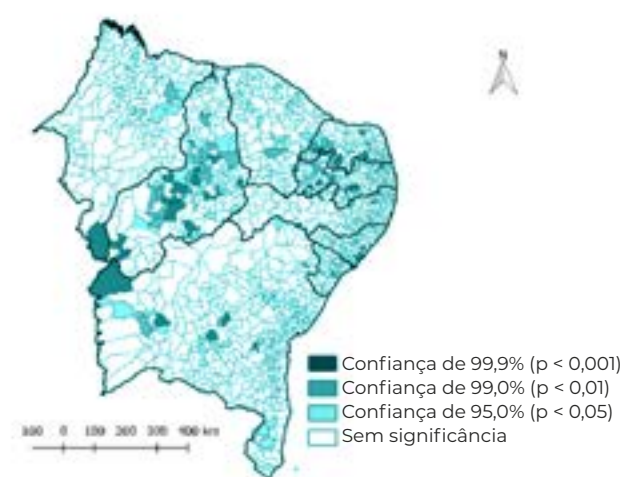 N
Confiança de 99,9% (p < 0,001)
Confiança de 99,0% (p < 0,01)
Confiança de 95,0% (p < 0,05)
Sem significância
100 0 100 200 300 400 km